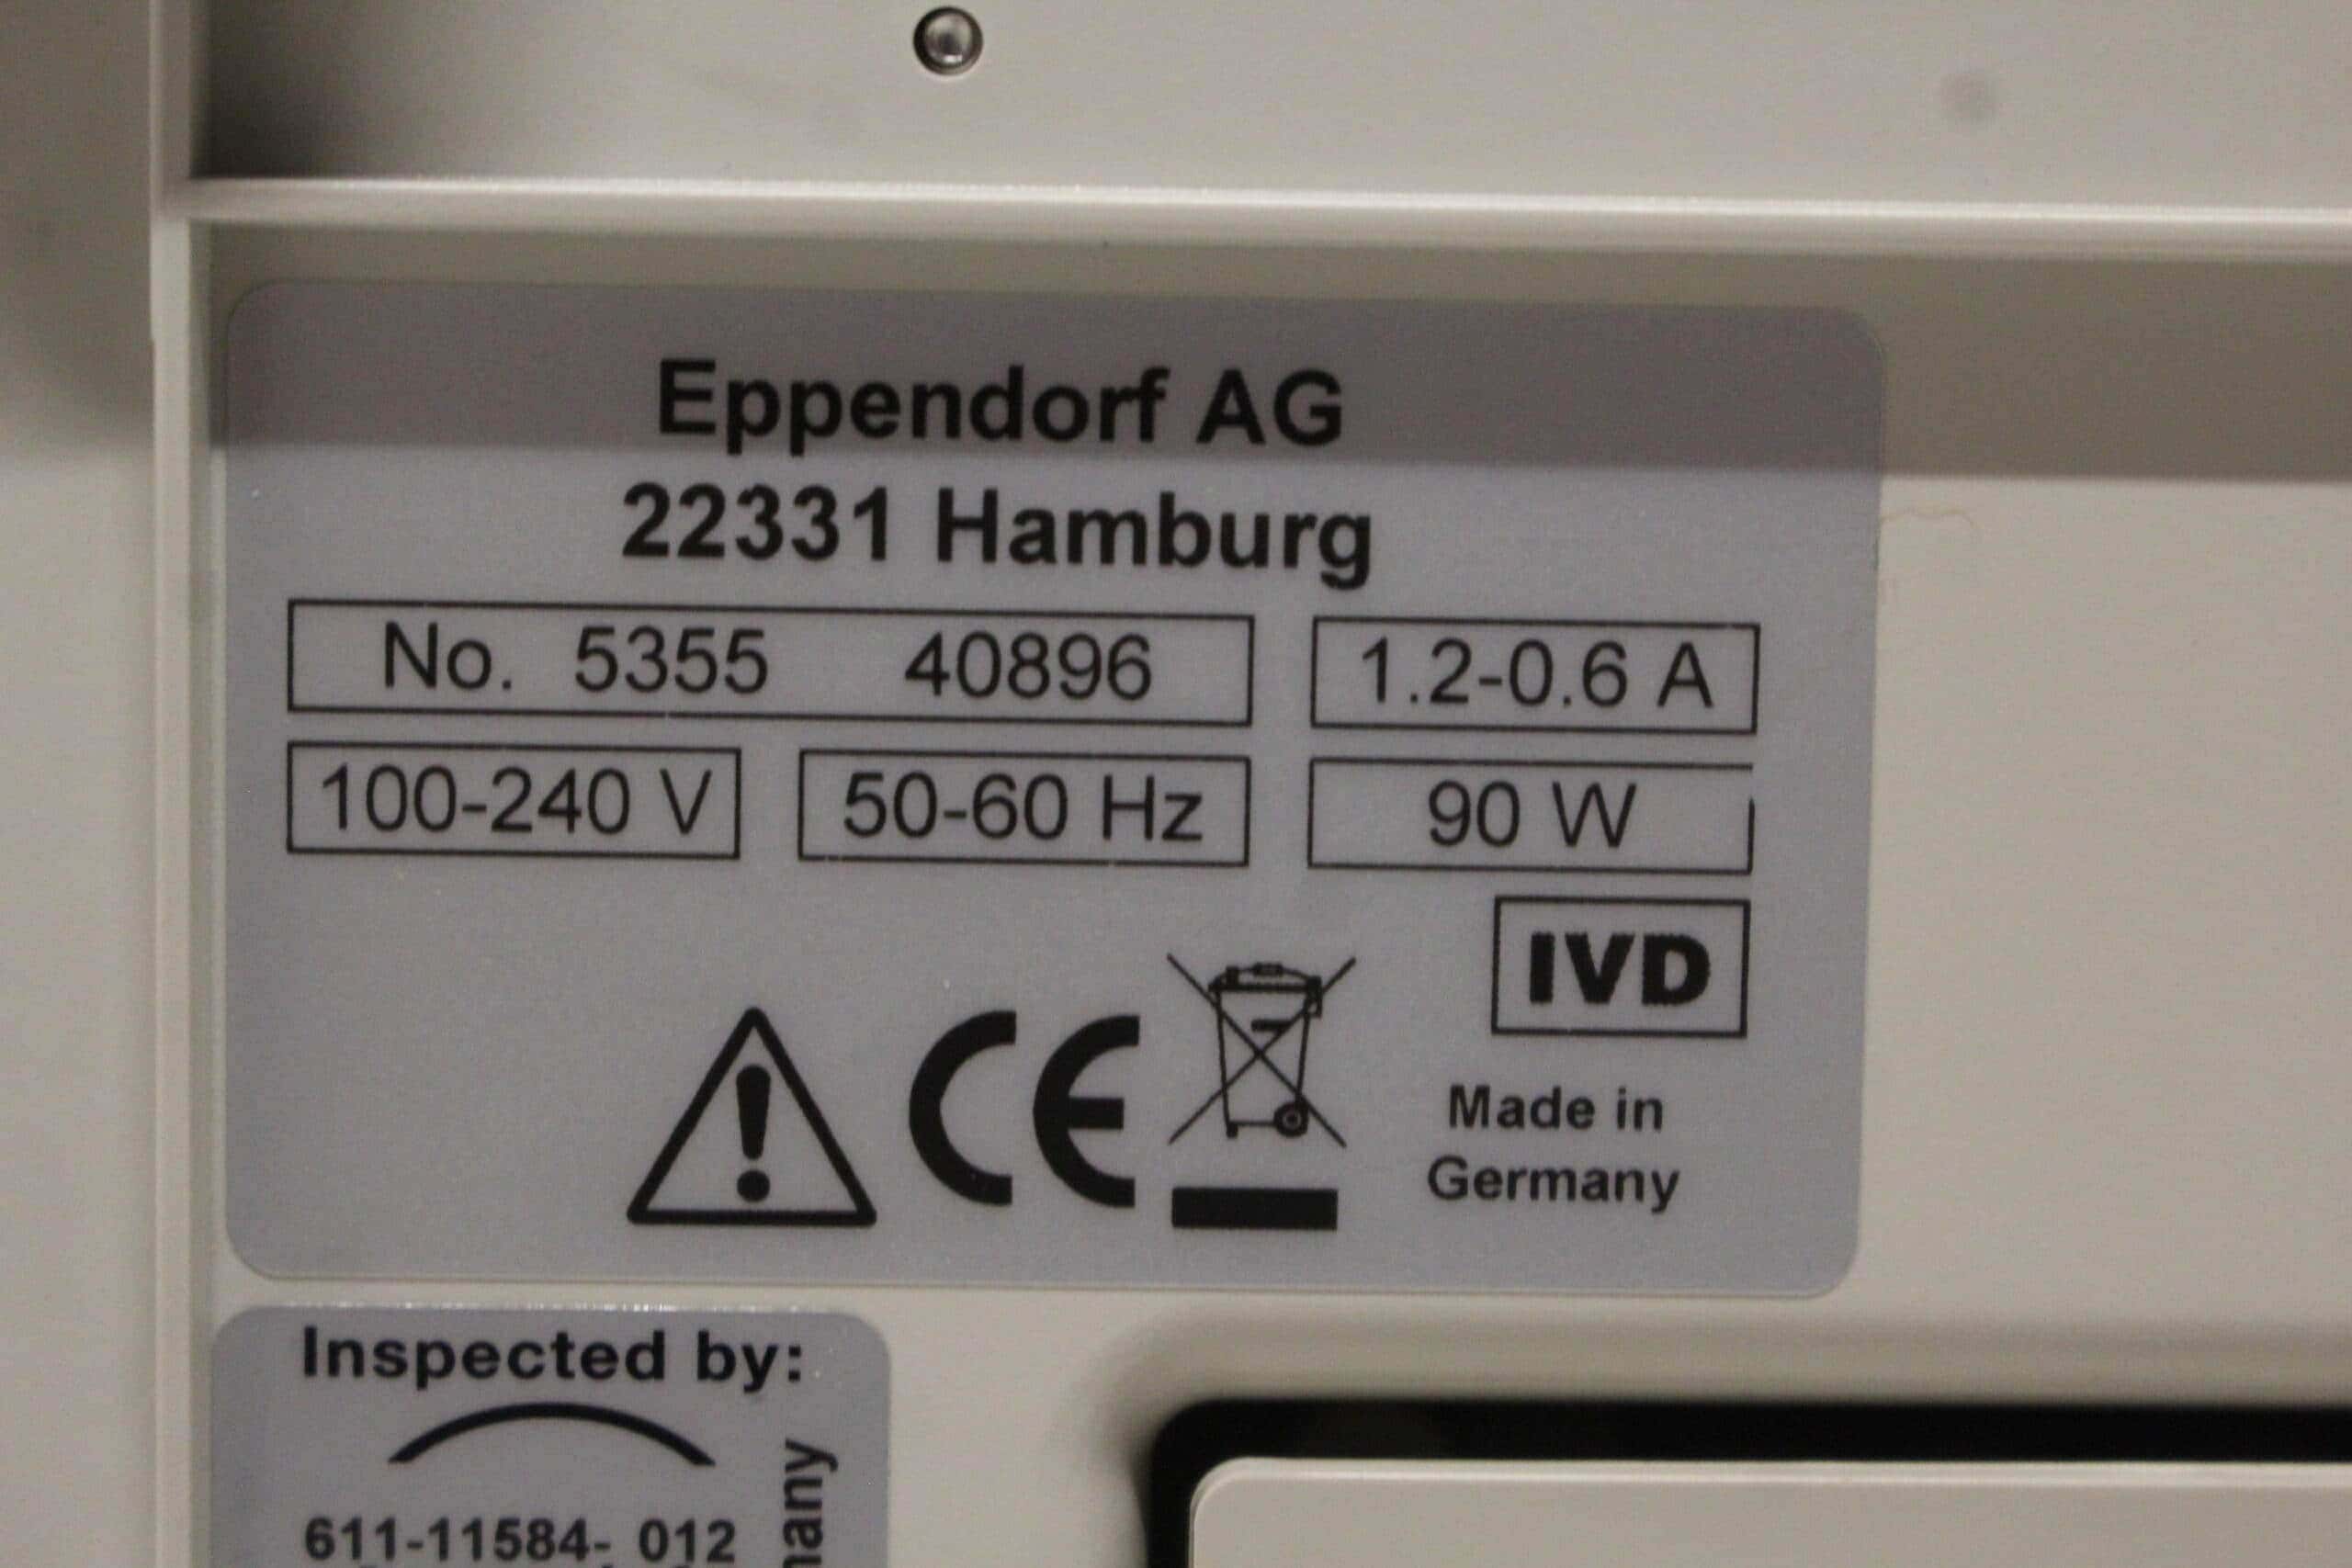 Eppendorf AG
22331 Hamburg
No. 5355 40896 1.2-0.6 A
100-240 V 50-60 Hz 90 W
IVD
CE
Made in
Germany
Inspected by:
611-11584- 012